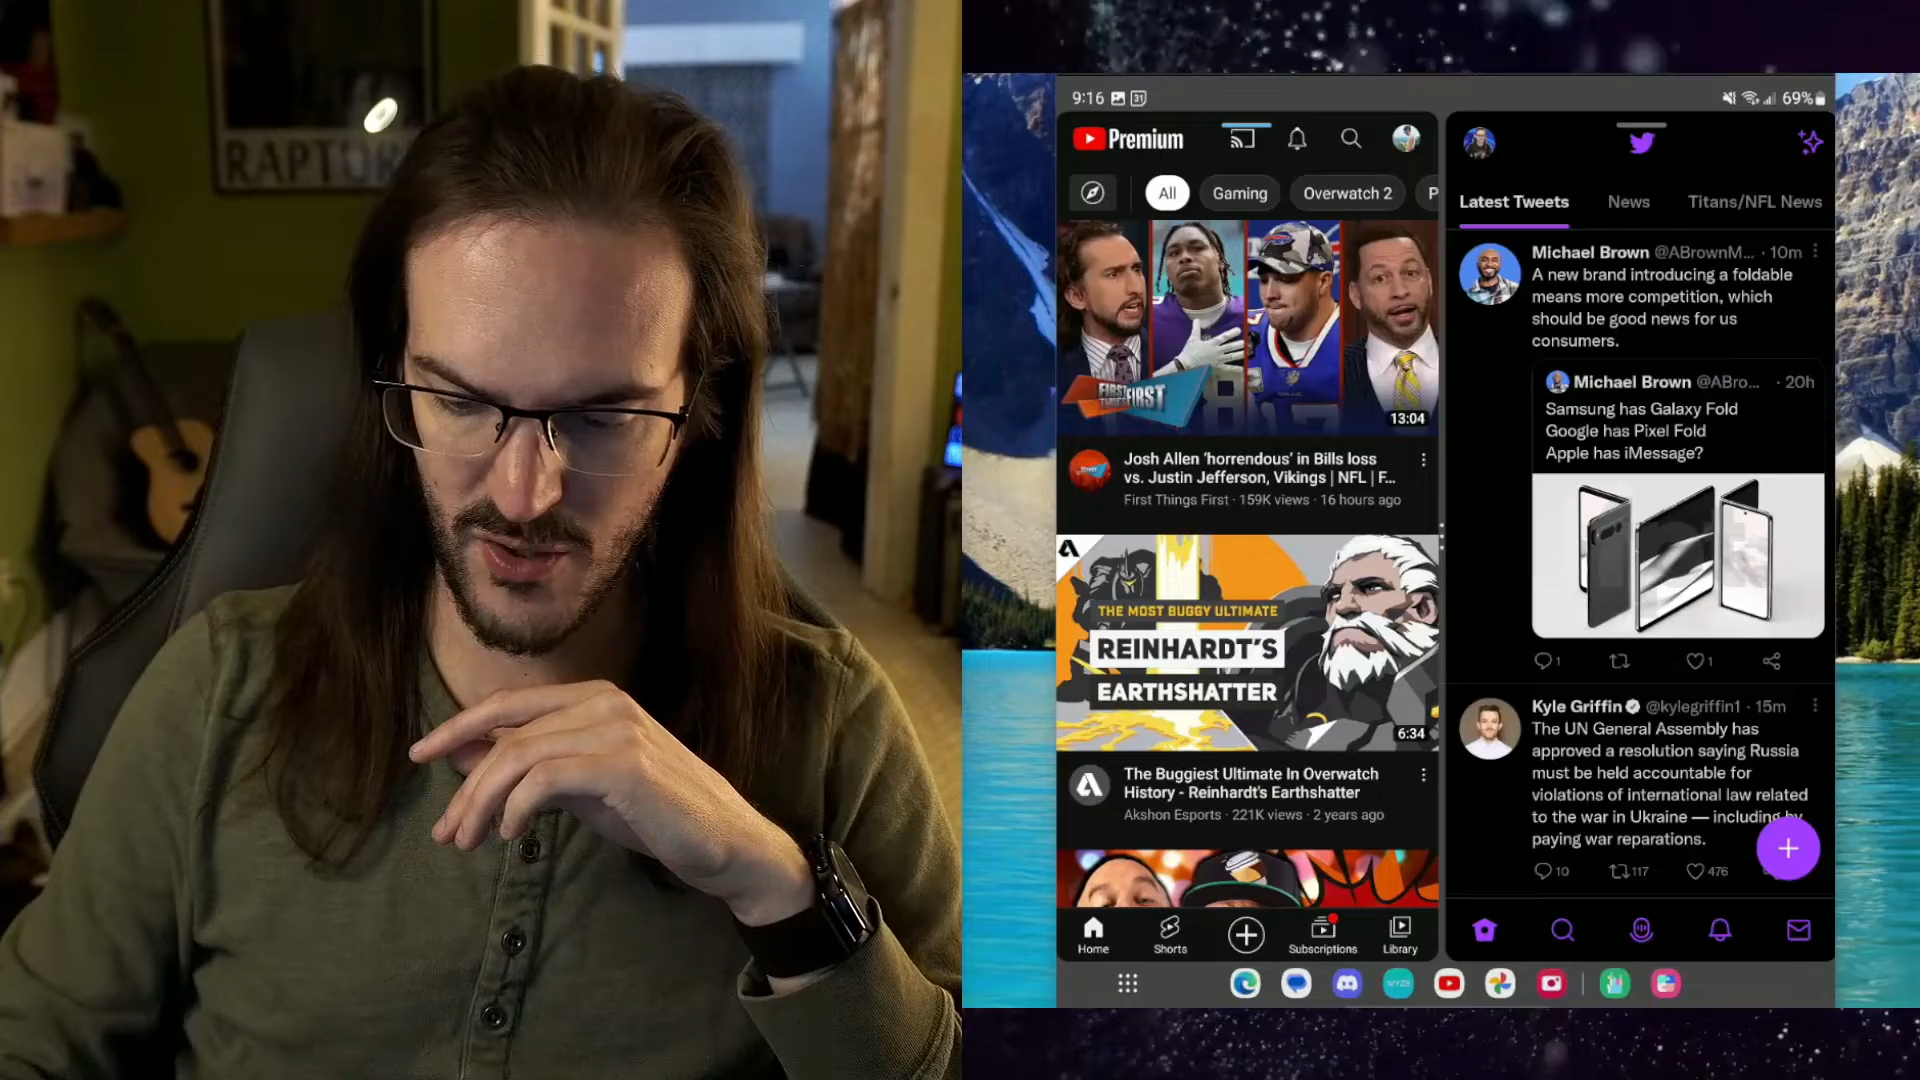 RAPTOR
9:16
31
69%
Premium
All
Gaming
Overwatch 2
P
FIRST
THINGS FIRST
8
13:04
Josh Allen 'horrendous' in Bills loss
vs. Justin Jefferson, Vikings | NFL | F...
First Things First · 159K views · 16 hours ago
THE MOST BUGGY ULTIMATE
REINHARDT'S
EARTHSHATTER
6:34
The Buggiest Ultimate In Overwatch
History - Reinhardt's Earthshatter
Akshon Esports · 221K views · 2 years ago
Home
Shorts
Subscriptions
Library
Latest Tweets
News
Titans/NFL News
Michael Brown @ABrownM... · 10m
A new brand introducing a foldable
means more competition, which
should be good news for us
consumers.
Michael Brown @ABro... · 20h
Samsung has Galaxy Fold
Google has Pixel Fold
Apple has iMessage?
1
1
Kyle Griffin @kylegriffin1 · 15m
The UN General Assembly has
approved a resolution saying Russia
must be held accountable for
violations of international law related
to the war in Ukraine — including by
paying war reparations.
10
117
476
WYZE